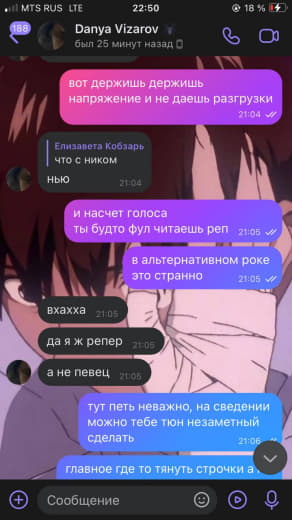 MTS RUS LTE
22:50
18 %
188
Danya Vizarov
был 25 минут назад
вот держишь держишь
напряжение и не даешь разгрузки
21:04
Елизавета Кобзарь
что с ником
нью
21:04
и насчет голоса
ты будто фул читаешь реп
21:05
в альтернативном роке
это странно
21:05
вхахха
21:05
да я ж репер
21:05
а не певец
21:05
тут петь неважно, на сведении
можно тебе тюн незаметный
сделать
21:06
главное где то тянуть строчки а
Сообщение